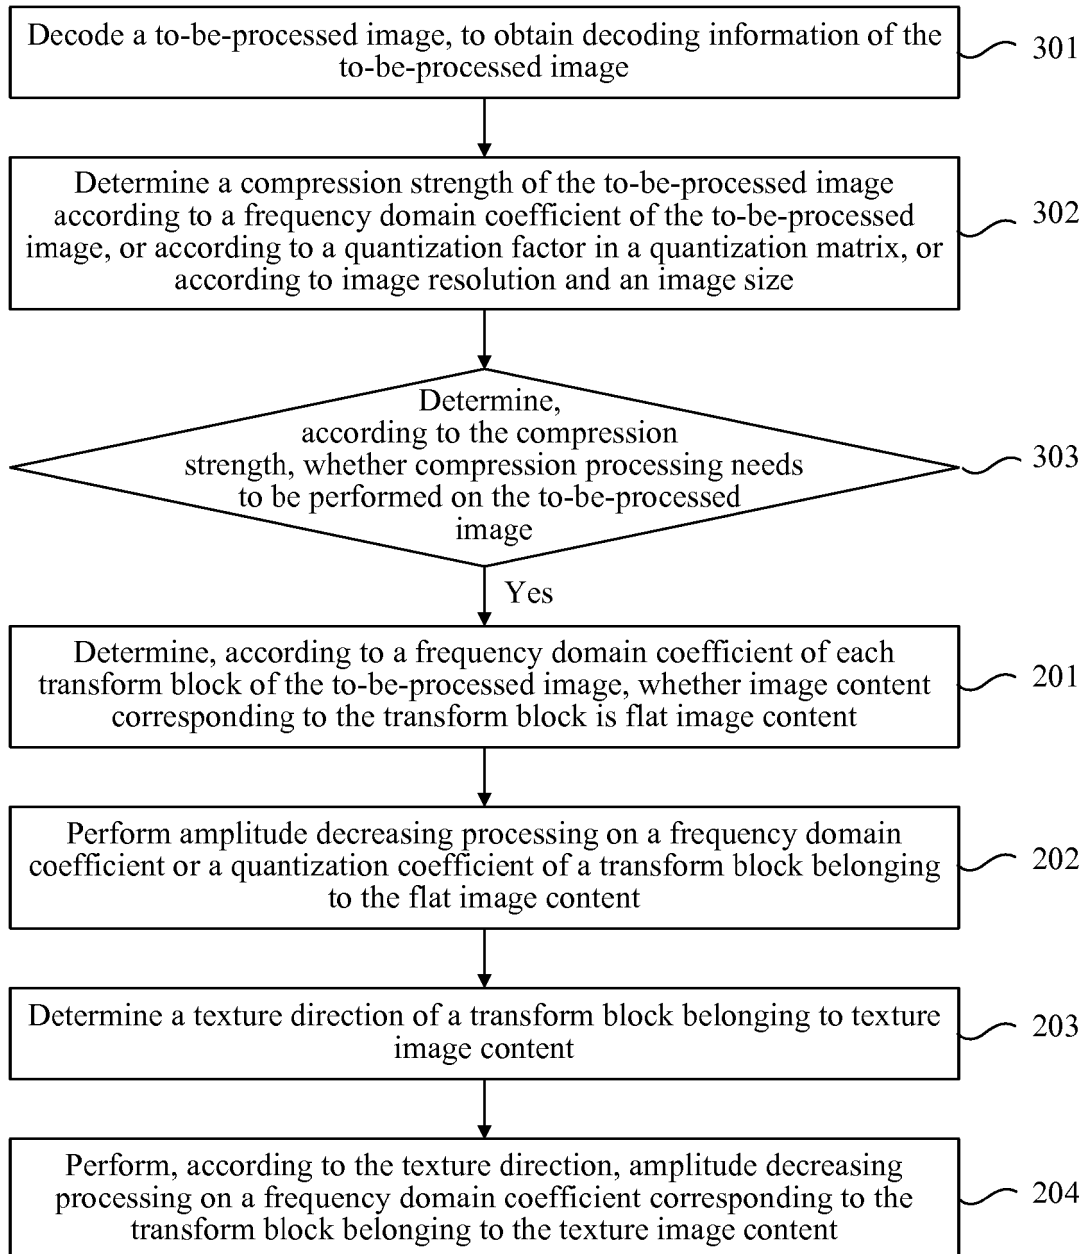 Decode a to-be-processed image, to obtain decoding information of the
to-be-processed image
301
Determine a compression strength of the to-be-processed image
according to a frequency domain coefficient of the to-be-processed
image, or according to a quantization factor in a quantization matrix, or
according to image resolution and an image size
302
Determine,
according to the compression
strength, whether compression processing needs
to be performed on the to-be-processed
image
303
Yes
Determine, according to a frequency domain coefficient of each
transform block of the to-be-processed image, whether image content
corresponding to the transform block is flat image content
201
Perform amplitude decreasing processing on a frequency domain
coefficient or a quantization coefficient of a transform block belonging
to the flat image content
202
Determine a texture direction of a transform block belonging to texture
image content
203
Perform, according to the texture direction, amplitude decreasing
processing on a frequency domain coefficient corresponding to the
transform block belonging to the texture image content
204